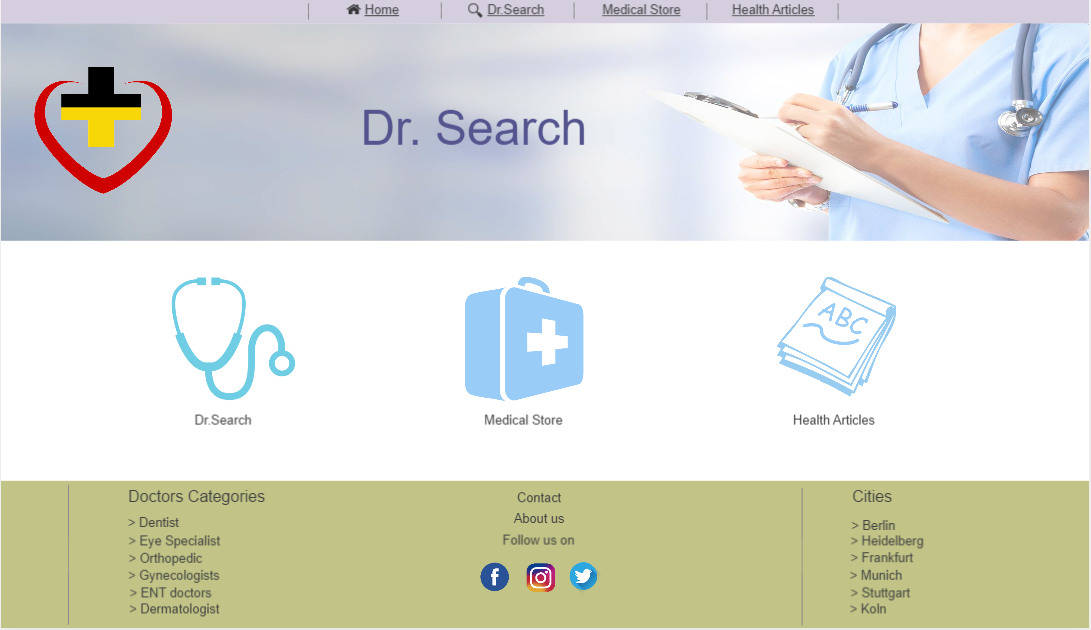 Home
Dr.Search
Medical Store
Health Articles
Dr. Search
ABC
Dr.Search
Medical Store
Health Articles
Doctors Categories
> Dentist
> Eye Specialist
> Orthopedic
> Gynecologists
> ENT doctors
> Dermatologist
Contact
About us
Follow us on
Cities
> Berlin
> Heidelberg
> Frankfurt
> Munich
> Stuttgart
> Koln